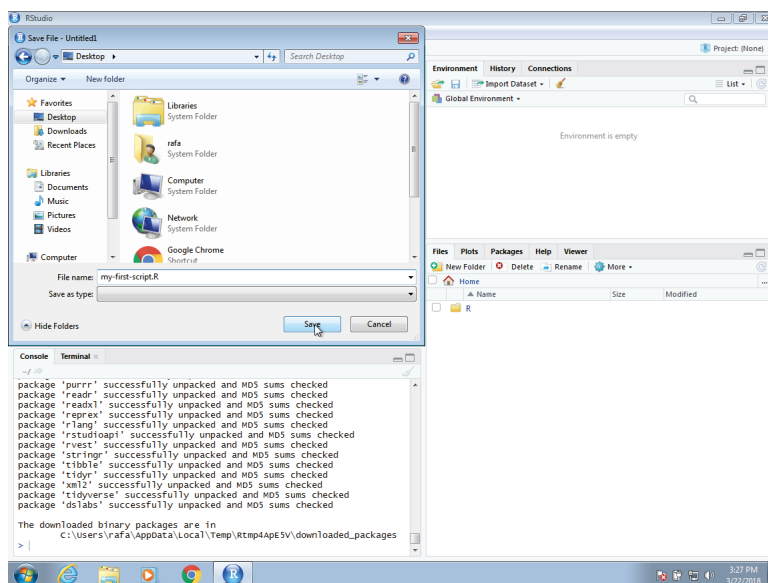 RStudio
Save File - Untitled1
Desktop
Search Desktop
Organize
New folder
Favorites
Desktop
Downloads
Recent Places
Libraries
Documents
Music
Pictures
Videos
Computer
Libraries
System Folder
rafa
System Folder
Computer
System Folder
Network
System Folder
Google Chrome
Shortcut
File name: my-first-script.R
Save as type:
Hide Folders
Save
Cancel
Project: (None)
Environment History Connections
Import Dataset
List
Global Environment
Environment is empty
Files Plots Packages Help Viewer
New Folder Delete Rename More
Home
Name Size Modified
R
Console Terminal
~/
package 'purrr' successfully unpacked and MD5 sums checked
package 'readr' successfully unpacked and MD5 sums checked
package 'readxl' successfully unpacked and MD5 sums checked
package 'reprex' successfully unpacked and MD5 sums checked
package 'rlang' successfully unpacked and MD5 sums checked
package 'rstudioapi' successfully unpacked and MD5 sums checked
package 'rvest' successfully unpacked and MD5 sums checked
package 'stringr' successfully unpacked and MD5 sums checked
package 'tibble' successfully unpacked and MD5 sums checked
package 'tidyr' successfully unpacked and MD5 sums checked
package 'xml2' successfully unpacked and MD5 sums checked
package 'tidyverse' successfully unpacked and MD5 sums checked
package 'dslabs' successfully unpacked and MD5 sums checked
The downloaded binary packages are in
C:\Users\rafa\AppData\Local\Temp\Rtmp4ApE5V\downloaded_packages
>
3:27 PM
3/22/2018